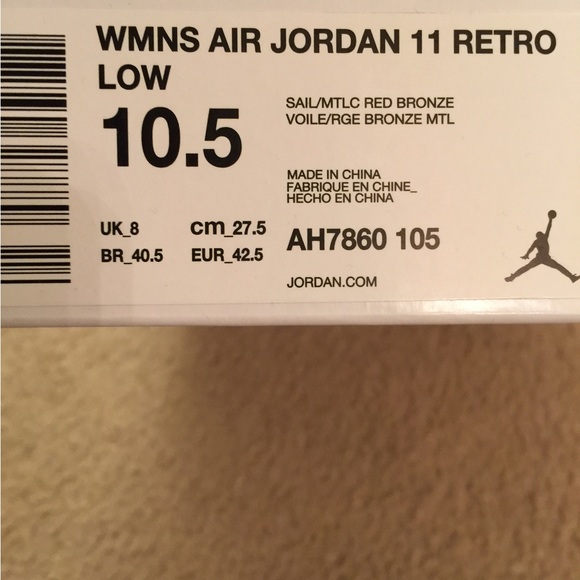 WMNS AIR JORDAN 11 RETRO
LOW
10.5
SAIL/MTLC RED BRONZE
VOILE/RGE BRONZE MTL
MADE IN CHINA
FABRIQUE EN CHINE_
HECHO EN CHINA
UK_8 cm_27.5
BR_40.5 EUR_42.5
AH7860 105
JORDAN.COM